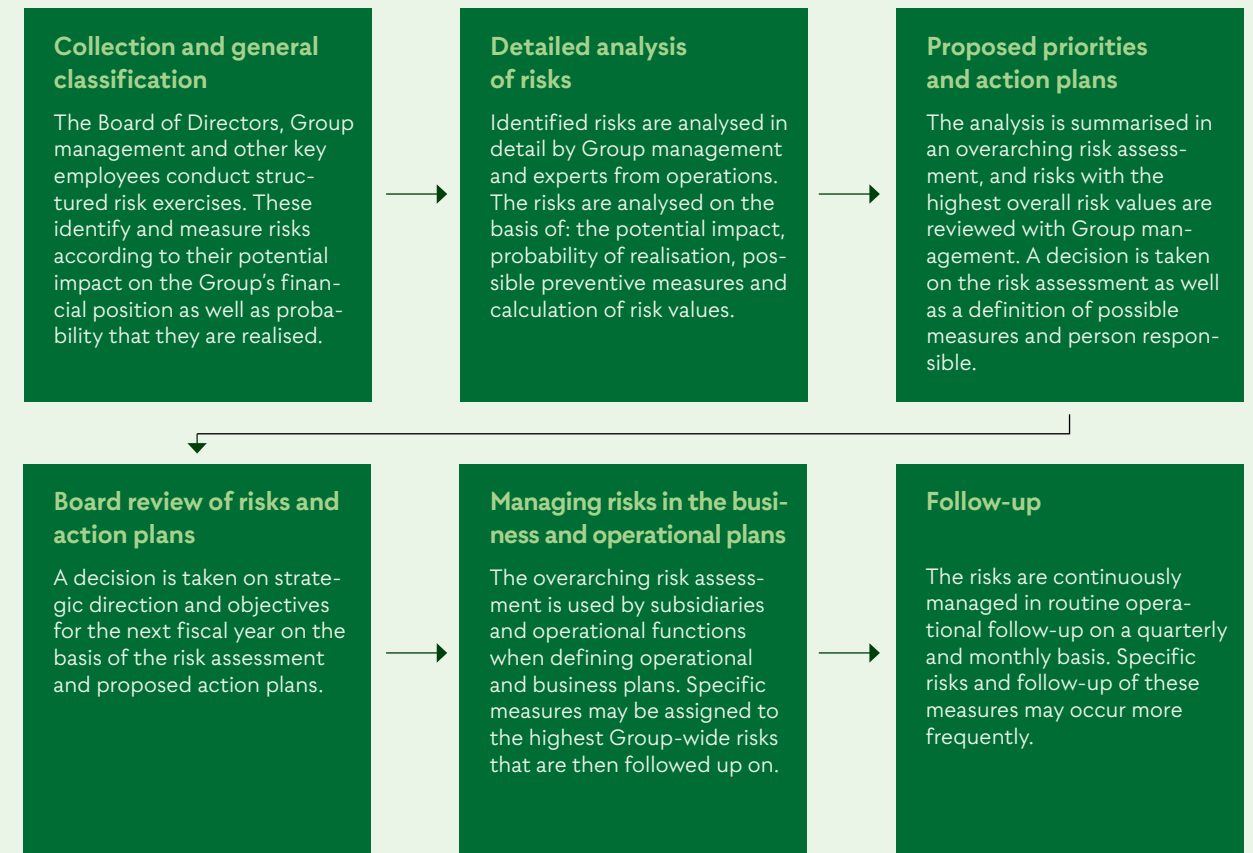 Collection and general
classification
The Board of Directors, Group
management and other key
employees conduct struc-
tured risk exercises. These
identify and measure risks
according to their potential
impact on the Group's finan-
cial position as well as proba-
bility that they are realised.
Detailed analysis
of risks
Identified risks are analysed in
detail by Group management
and experts from operations.
The risks are analysed on the
basis of: the potential impact,
probability of realisation, pos-
sible preventive measures and
calculation of risk values.
Proposed priorities
and action plans
The analysis is summarised in
an overarching risk assess-
ment, and risks with the
highest overall risk values are
reviewed with Group man-
agement. A decision is taken
on the risk assessment as well
as a definition of possible
measures and person respon-
sible.
Board review of risks and
action plans
A decision is taken on strate-
gic direction and objectives
for the next fiscal year on the
basis of the risk assessment
and proposed action plans.
Managing risks in the busi-
ness and operational plans
The overarching risk assess-
ment is used by subsidiaries
and operational functions
when defining operational
and business plans. Specific
measures may be assigned to
the highest Group-wide risks
that are then followed up on.
Follow-up
The risks are continuously
managed in routine opera-
tional follow-up on a quarterly
and monthly basis. Specific
risks and follow-up of these
measures may occur more
frequently.